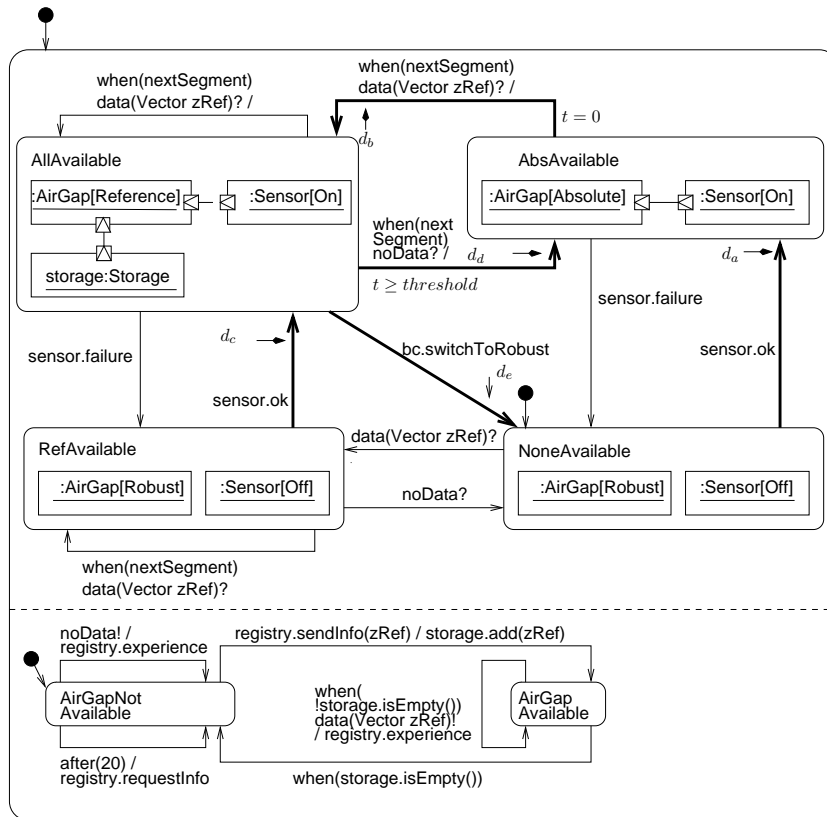 when(nextSegment)
data(Vector zRef)? /
when(nextSegment)
data(Vector zRef)? /
t = 0
d_b
AllAvailable
:AirGap[Reference]
:Sensor[On]
storage:Storage
AbsAvailable
:AirGap[Absolute]
:Sensor[On]
when(next
Segment)
noData? /
d_d
t ≥ threshold
d_a
sensor.failure
sensor.failure
d_c
sensor.ok
bc.switchToRobust
d_e
sensor.ok
RefAvailable
:AirGap[Robust]
:Sensor[Off]
data(Vector zRef)?
noData?
NoneAvailable
:AirGap[Robust]
:Sensor[Off]
when(nextSegment)
data(Vector zRef)?
noData! /
registry.experience
registry.sendInfo(zRef) / storage.add(zRef)
AirGapNot
Available
when(
!storage.isEmpty())
data(Vector zRef)!
/ registry.experience
AirGap
Available
after(20) /
registry.requestInfo
when(storage.isEmpty())